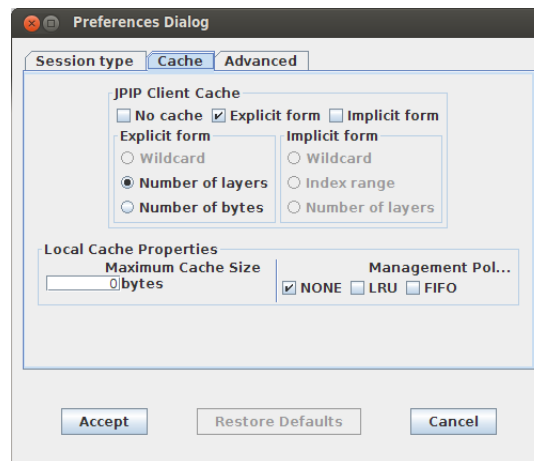 Preferences Dialog
Session type Cache Advanced
JPIP Client Cache
No cache Explicit form Implicit form
Explicit form Implicit form
Wildcard Wildcard
Number of layers Index range
Number of bytes Number of layers
Local Cache Properties
Maximum Cache Size Management Pol...
0 bytes NONE LRU FIFO
Accept Restore Defaults Cancel